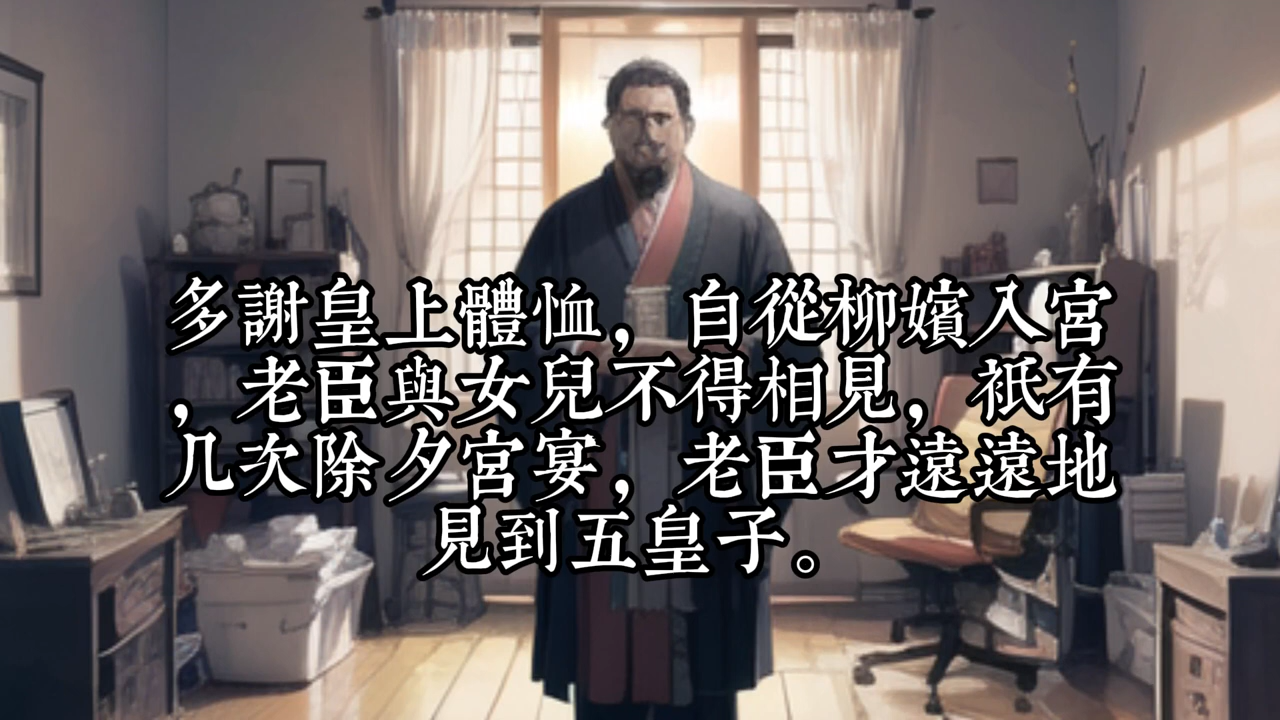 多謝皇上體恤，自從柳嬪入宮
，老臣與女兒不得相見，祇有
几次除夕宮宴，老臣才遠遠地
見到五皇子。